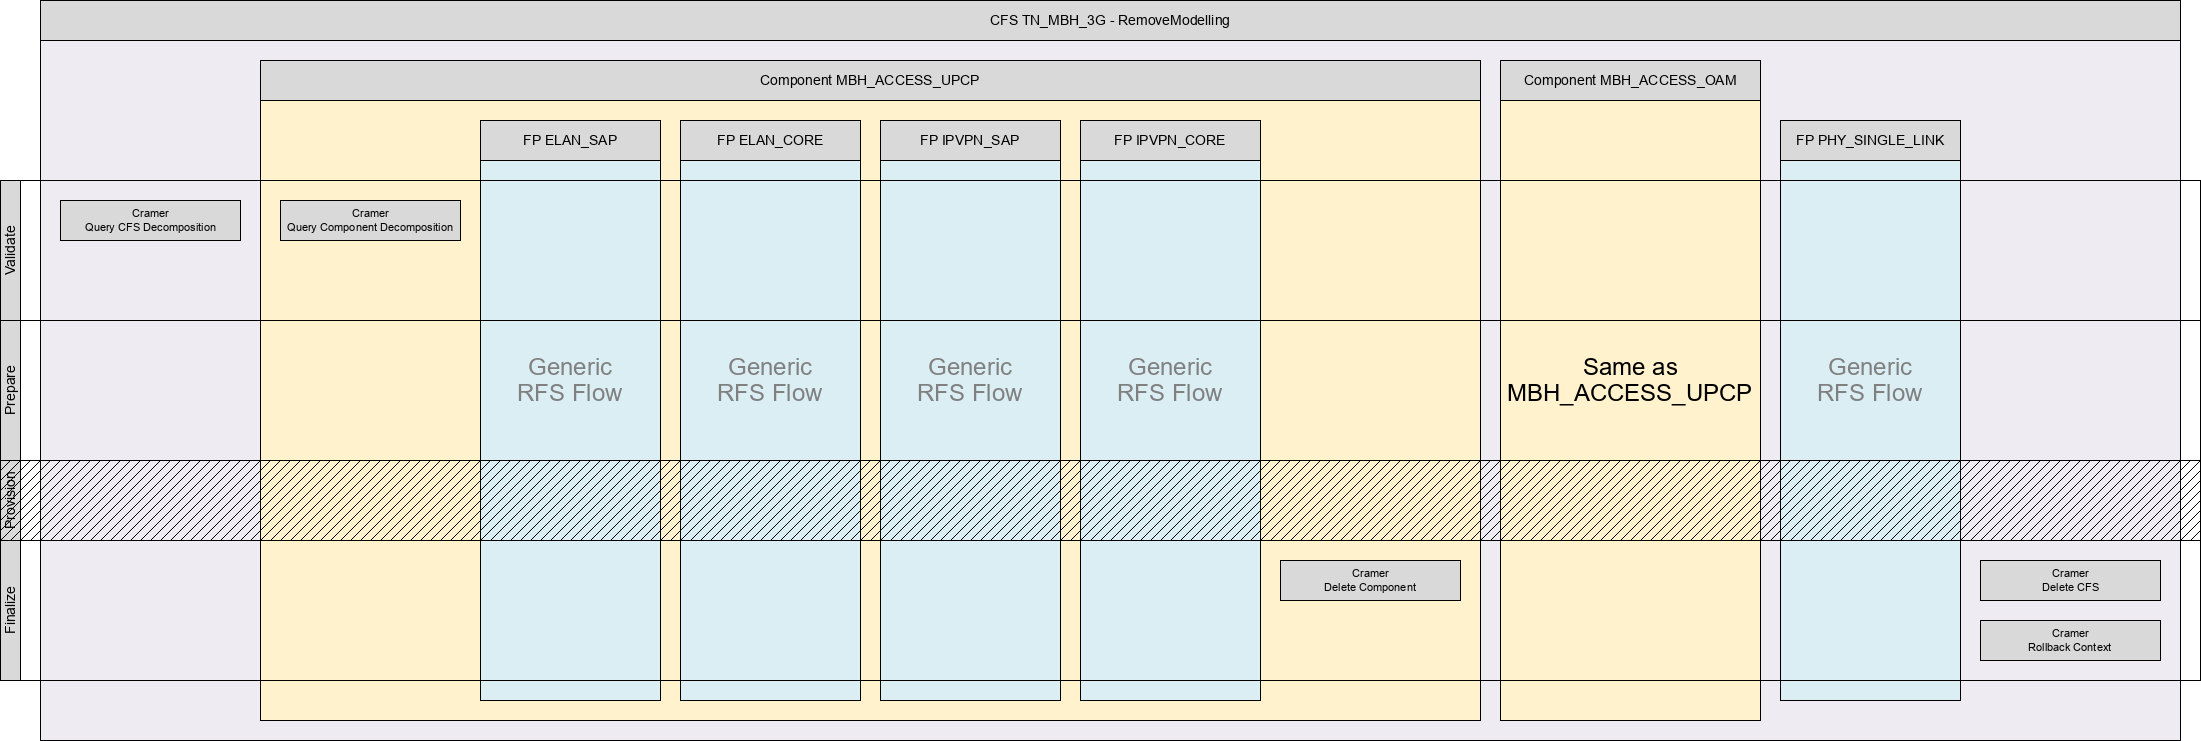 CFS TN_MBH_3G - RemoveModelling
Component MBH_ACCESS_UPCP
Component MBH_ACCESS_OAM
FP ELAN_SAP
FP ELAN_CORE
FP IPVPN_SAP
FP IPVPN_CORE
FP PHY_SINGLE_LINK
Validate
Cramer
Query CFS Decomposition
Cramer
Query Component Decomposition
Prepare
Generic
RFS Flow
Generic
RFS Flow
Generic
RFS Flow
Generic
RFS Flow
Same as
MBH_ACCESS_UPCP
Generic
RFS Flow
Provision
Finalize
Cramer
Delete Component
Cramer
Delete CFS
Cramer
Rollback Context